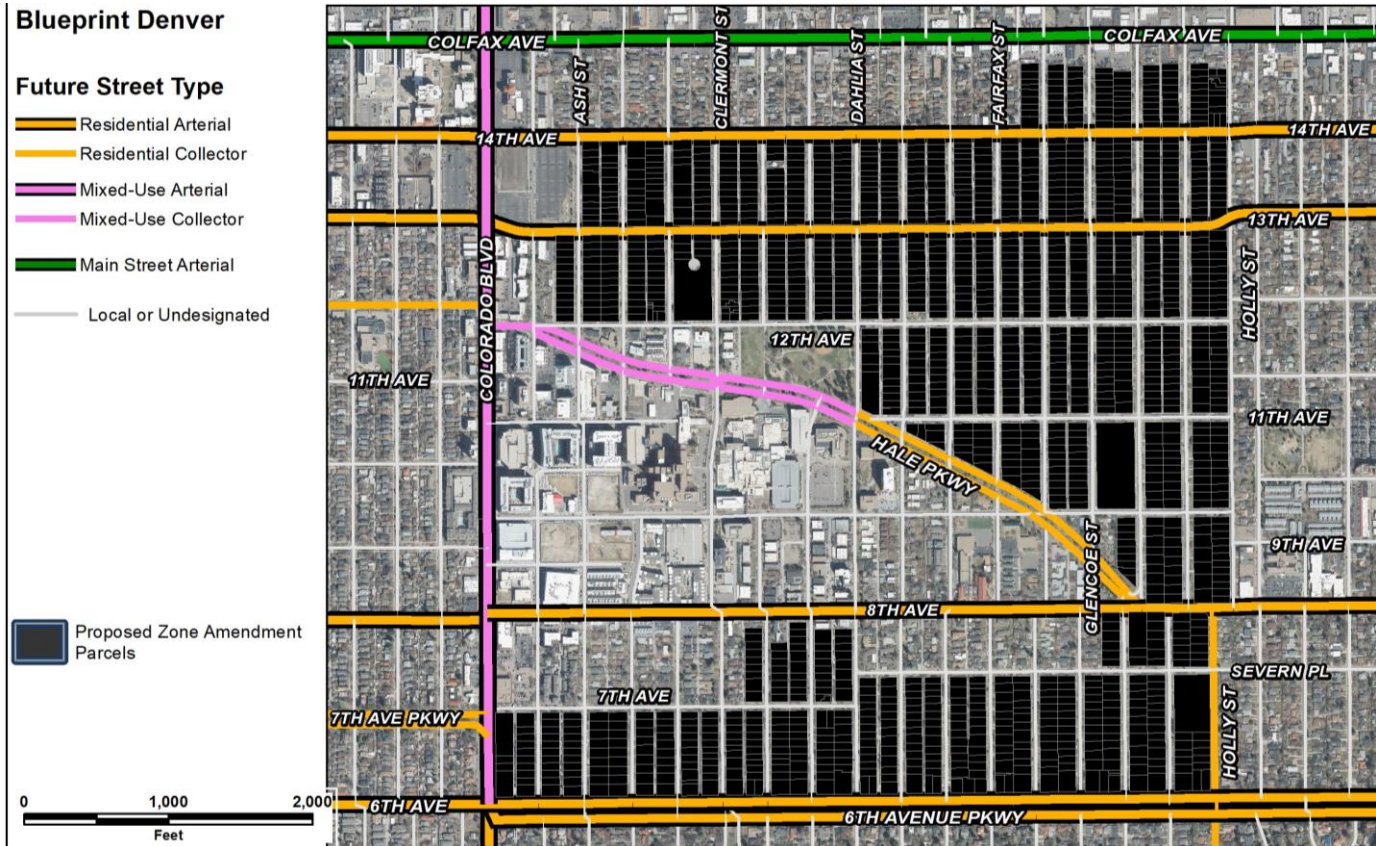 Blueprint Denver
Future Street Type
Residential Arterial
Residential Collector
Mixed-Use Arterial
Mixed-Use Collector
Main Street Arterial
Local or Undesignated
Proposed Zone Amendment
Parcels
0 1,000 2,000
Feet
COLFAX AVE
COLFAX AVE
ASH ST
CLERMONT ST
DAHLIA ST
FAIRFAX ST
14TH AVE
14TH AVE
13TH AVE
HOLLY ST
COLORADO BLVD
12TH AVE
11TH AVE
11TH AVE
HALE PKWY
GLENCOE ST
9TH AVE
8TH AVE
SEVERN PL
7TH AVE
7TH AVE PKWY
HOLLY ST
6TH AVE
6TH AVENUE PKWY